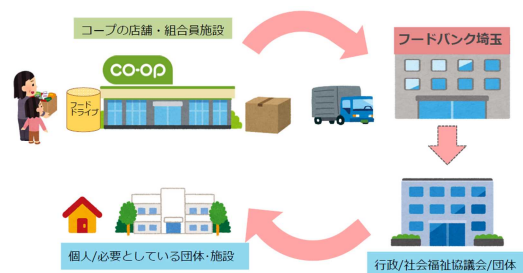 コープの店舗・組合員施設
フードバンク埼玉
co-op
フード
ドライブ
個人/必要としている団体・施設
行政/社会福祉協議会/団体